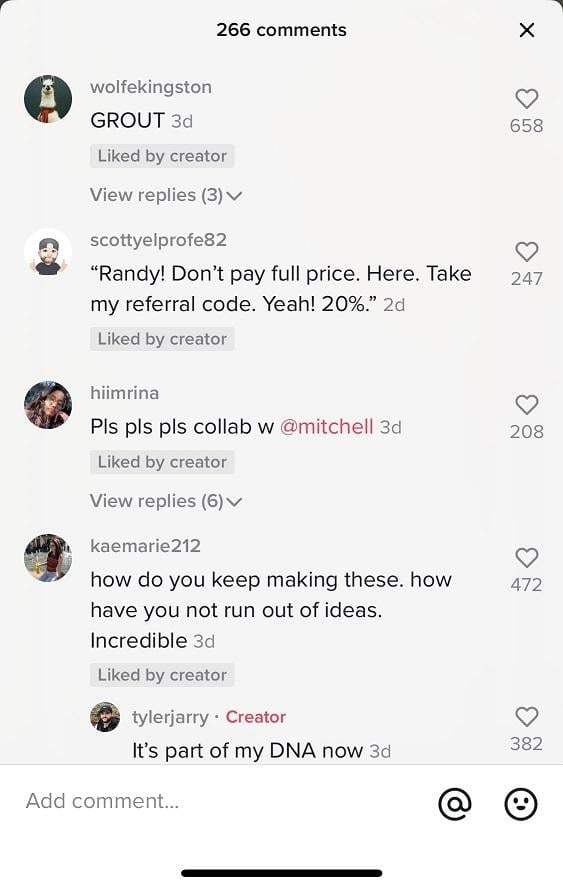 266 comments
wolfekingston
GROUT 3d
658
Liked by creator
View replies (3)
scottyelprofe82
“Randy! Don’t pay full price. Here. Take
my referral code. Yeah! 20%.” 2d
247
Liked by creator
hiimrina
Pls pls pls collab w @mitchell 3d
208
Liked by creator
View replies (6)
kaemarie212
how do you keep making these. how
have you not run out of ideas.
Incredible 3d
472
Liked by creator
tylerjarry · Creator
It’s part of my DNA now 3d
382
Add comment...